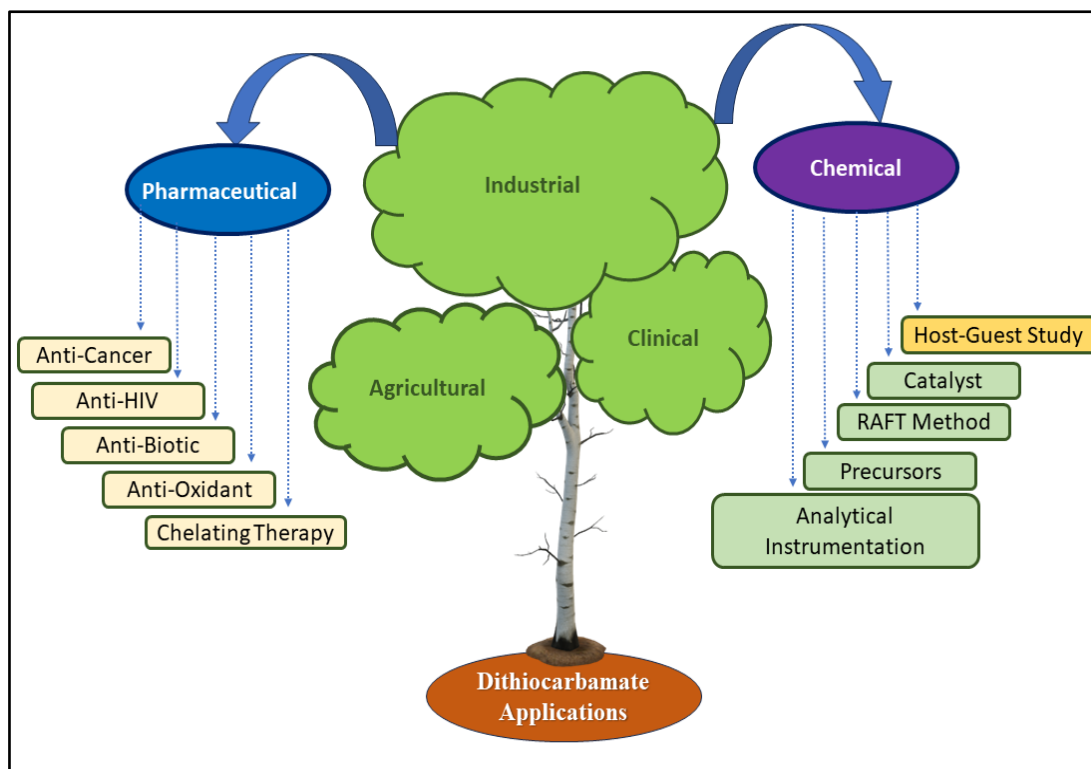 Industrial
Clinical
Agricultural
Pharmaceutical
Anti-Cancer
Anti-HIV
Anti-Biotic
Anti-Oxidant
Chelating Therapy
Chemical
Host-Guest Study
Catalyst
RAFT Method
Precursors
Analytical
Instrumentation
Dithiocarbamate
Applications